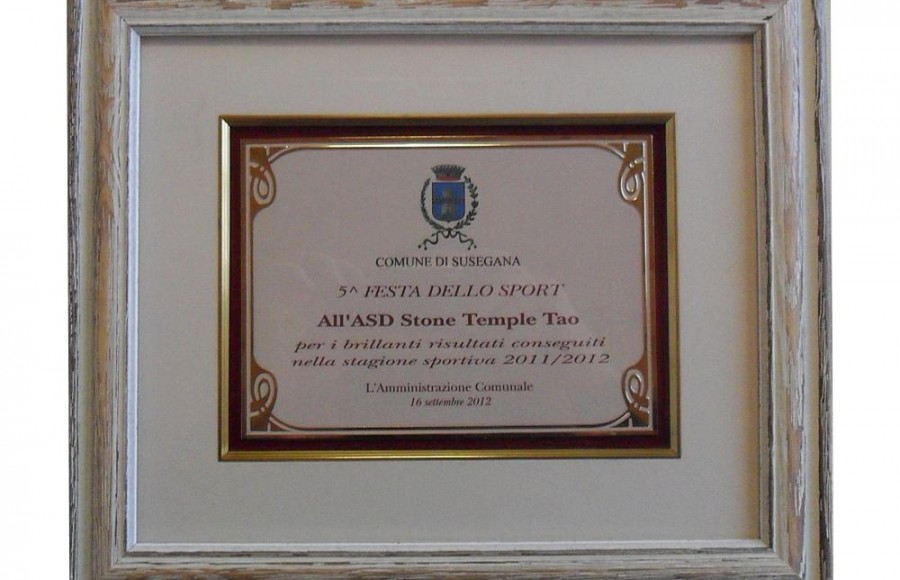 COMUNE DI SUSEGANA
5^ FESTA DELLO SPORT
All'ASD Stone Temple Tao
per i brillanti risultati conseguiti
nella stagione sportiva 2011/2012
L'Amministrazione Comunale
16 settembre 2012